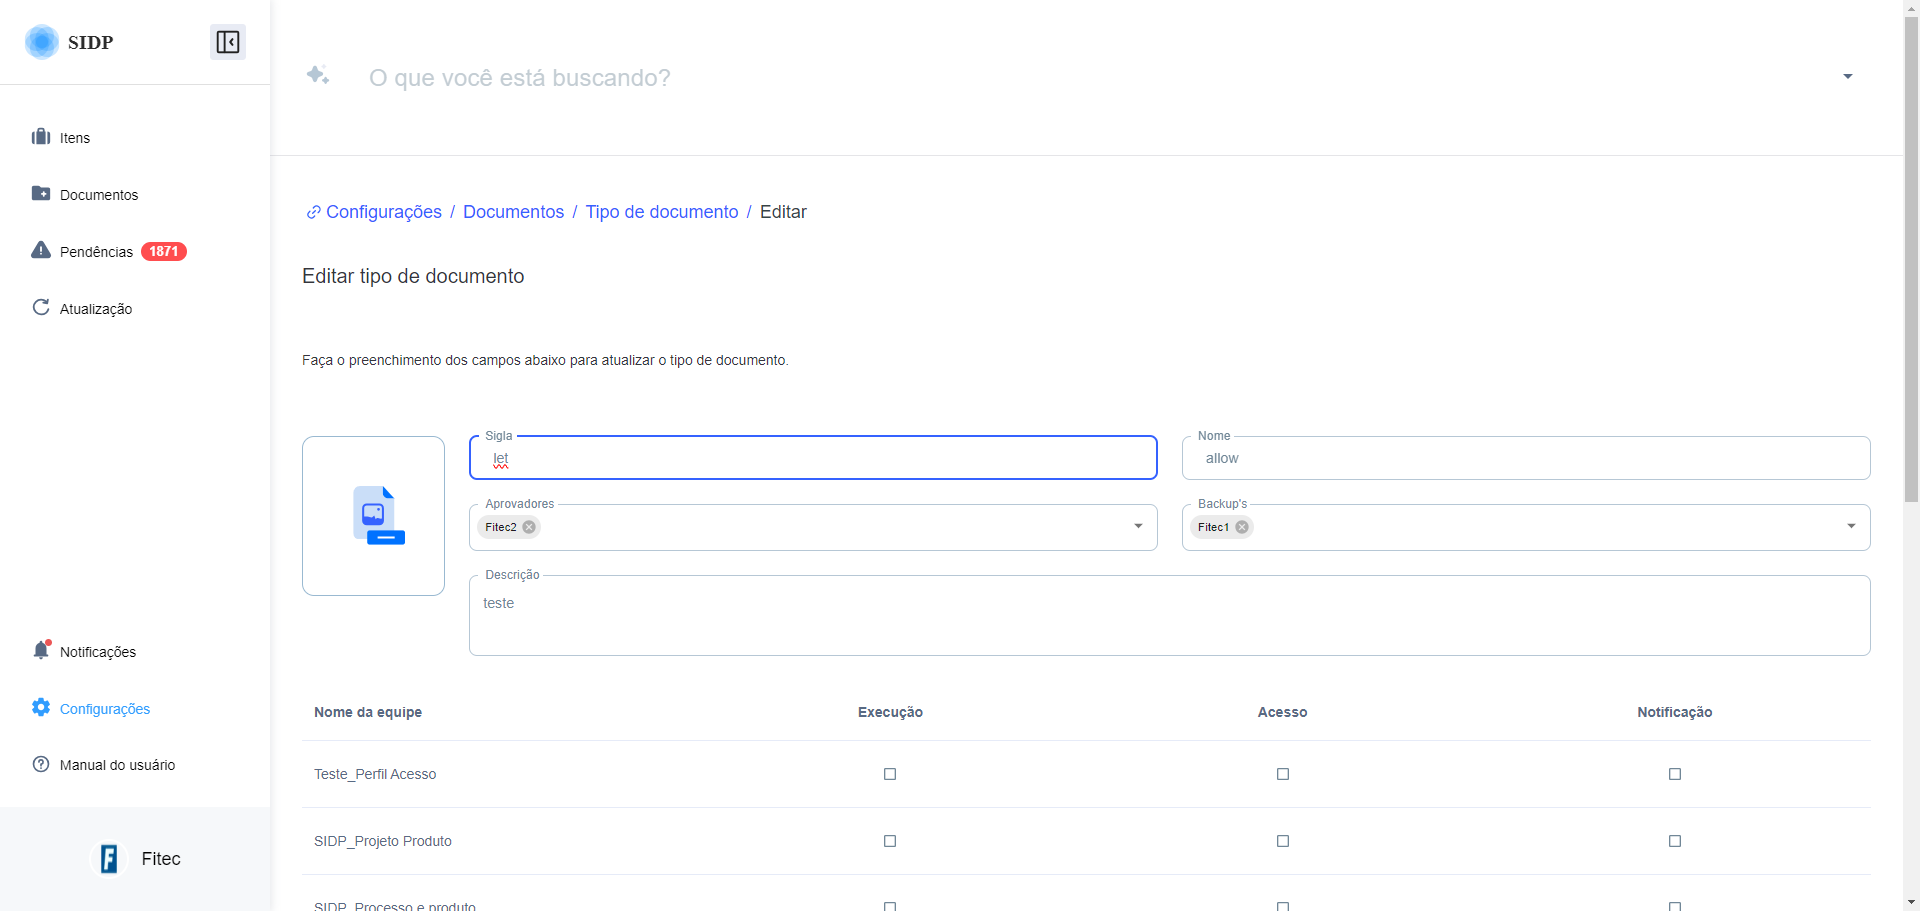 SIDP
O que você está buscando?
Itens
Documentos
Pendências 1871
Atualização
Configurações / Documentos / Tipo de documento / Editar
Editar tipo de documento
Faça o preenchimento dos campos abaixo para atualizar o tipo de documento.
Sigla
let
Nome
allow
Aprovadores
Fitec2
Backup's
Fitec1
Descrição
teste
Nome da equipe Execução Acesso Notificação
Teste_Perfil Acesso
SIDP_Projeto Produto
SIDP_Processo e produto
Notificações
Configurações
Manual do usuário
F Fitec